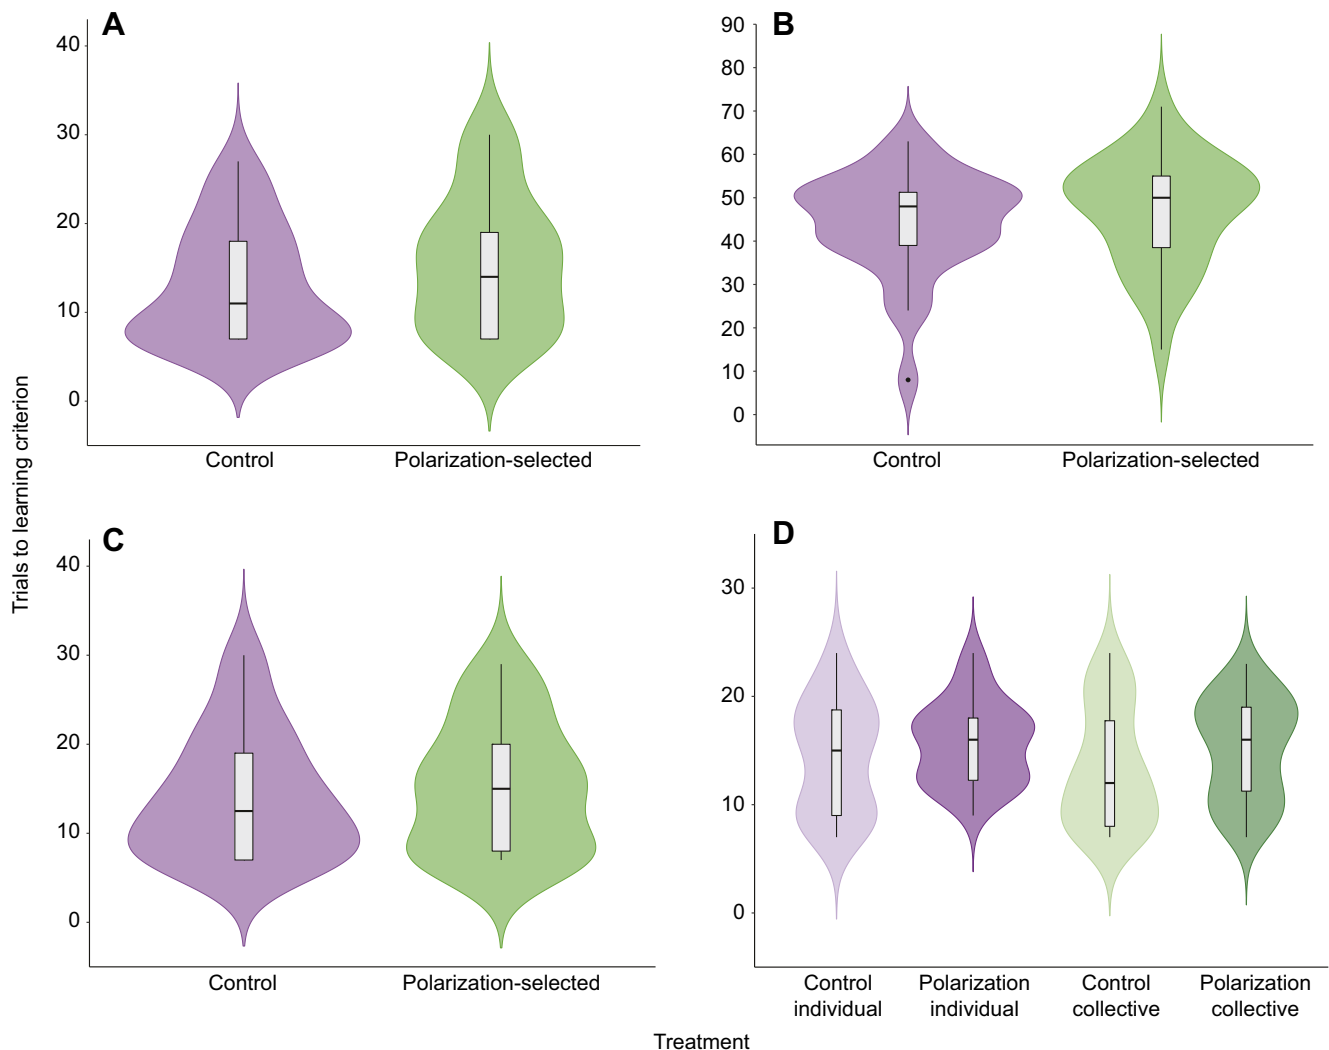 Trials to learning criterion
A
40
30
20
10
0
Control Polarization-selected
B
90
80
70
60
50
40
30
20
10
0
Control Polarization-selected
C
40
30
20
10
0
Control Polarization-selected
D
30
20
10
0
Control Polarization Control Polarization
individual individual collective collective
Treatment